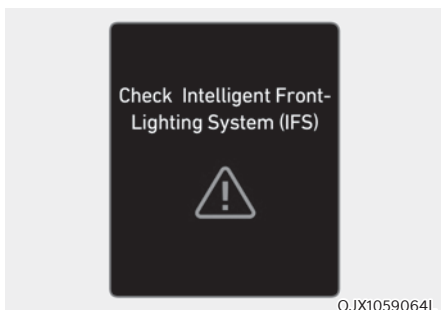 Check Intelligent Front-
Lighting System (IFS)
OJX1059064L